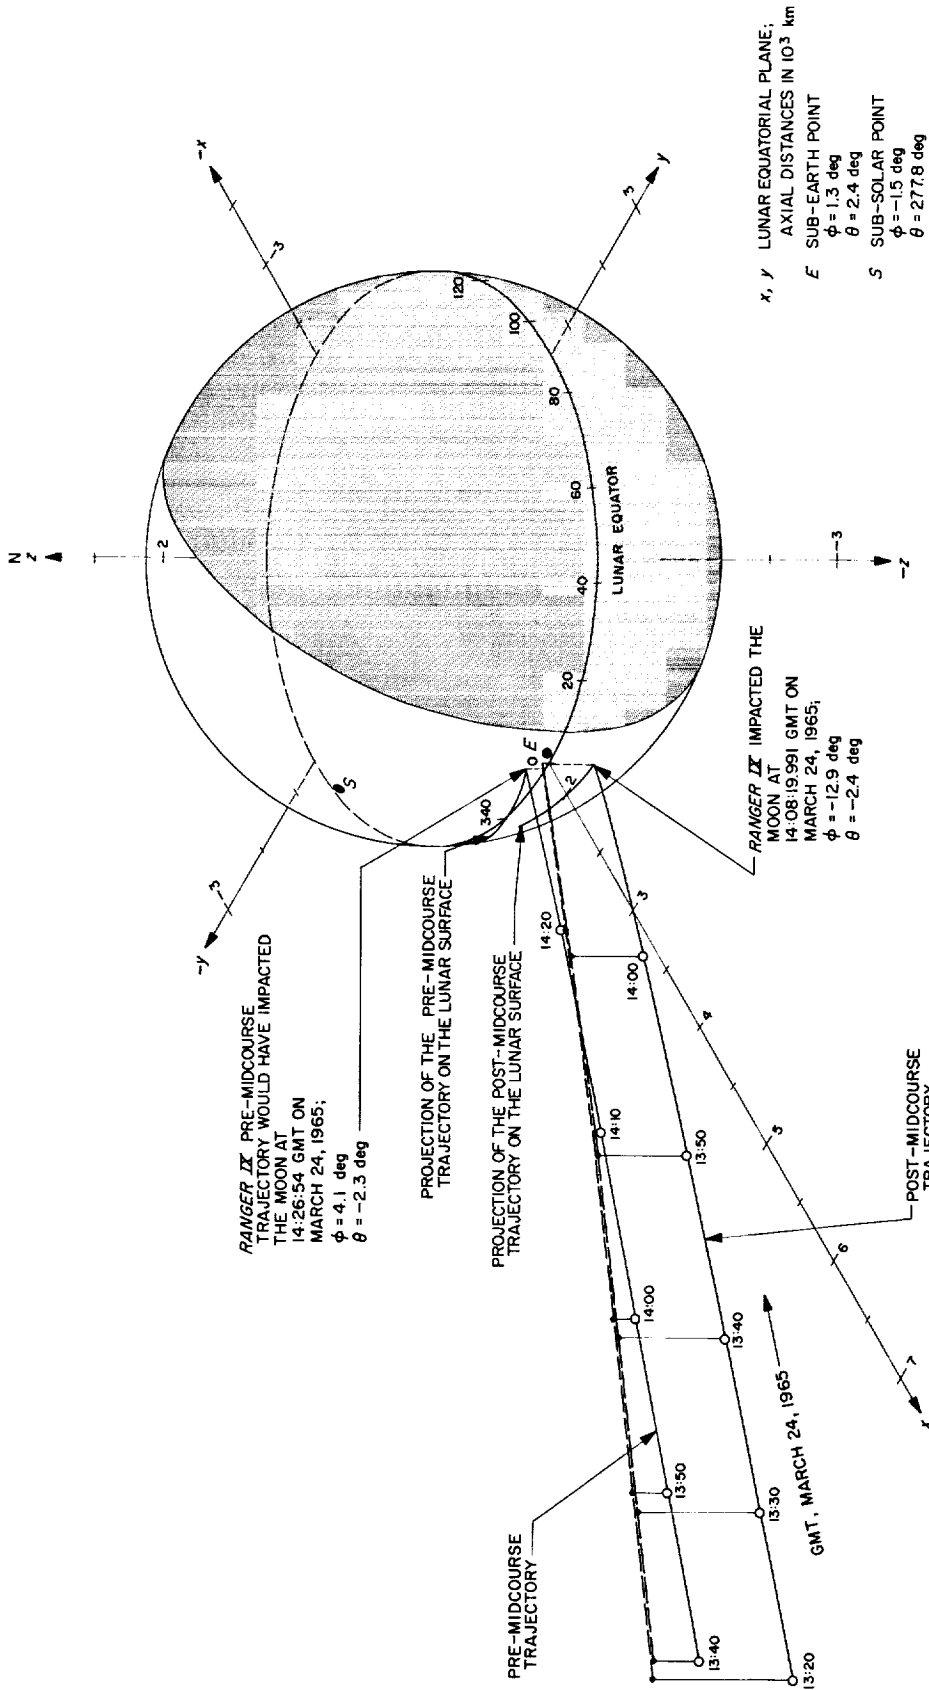 N
z
-2
-x
-3
-y
-3
S
120
100
80
60
40
20
340
LUNAR EQUATOR
y
3
-3
-z
E
2
3
4
5
6
7
x
RANGER IX PRE-MIDCOURSE
TRAJECTORY WOULD HAVE IMPACTED
THE MOON AT
14:26:54 GMT ON
MARCH 24, 1965;
ϕ = 4.1 deg
θ = -2.3 deg
PROJECTION OF THE PRE-MIDCOURSE
TRAJECTORY ON THE LUNAR SURFACE
PROJECTION OF THE POST-MIDCOURSE
TRAJECTORY ON THE LUNAR SURFACE
RANGER IX IMPACTED THE
MOON AT
14:08:19.991 GMT ON
MARCH 24, 1965;
ϕ = -12.9 deg
θ = -2.4 deg
x, y LUNAR EQUATORIAL PLANE;
AXIAL DISTANCES IN 10³ km
E SUB-EARTH POINT
ϕ = 1.3 deg
θ = 2.4 deg
S SUB-SOLAR POINT
ϕ = -1.5 deg
θ = 277.8 deg
PRE-MIDCOURSE
TRAJECTORY
14:20
14:10
14:00
13:50
13:40
14:00
13:50
13:40
13:30
13:20
GMT, MARCH 24, 1965
POST-MIDCOURSE
TRAJECTORY